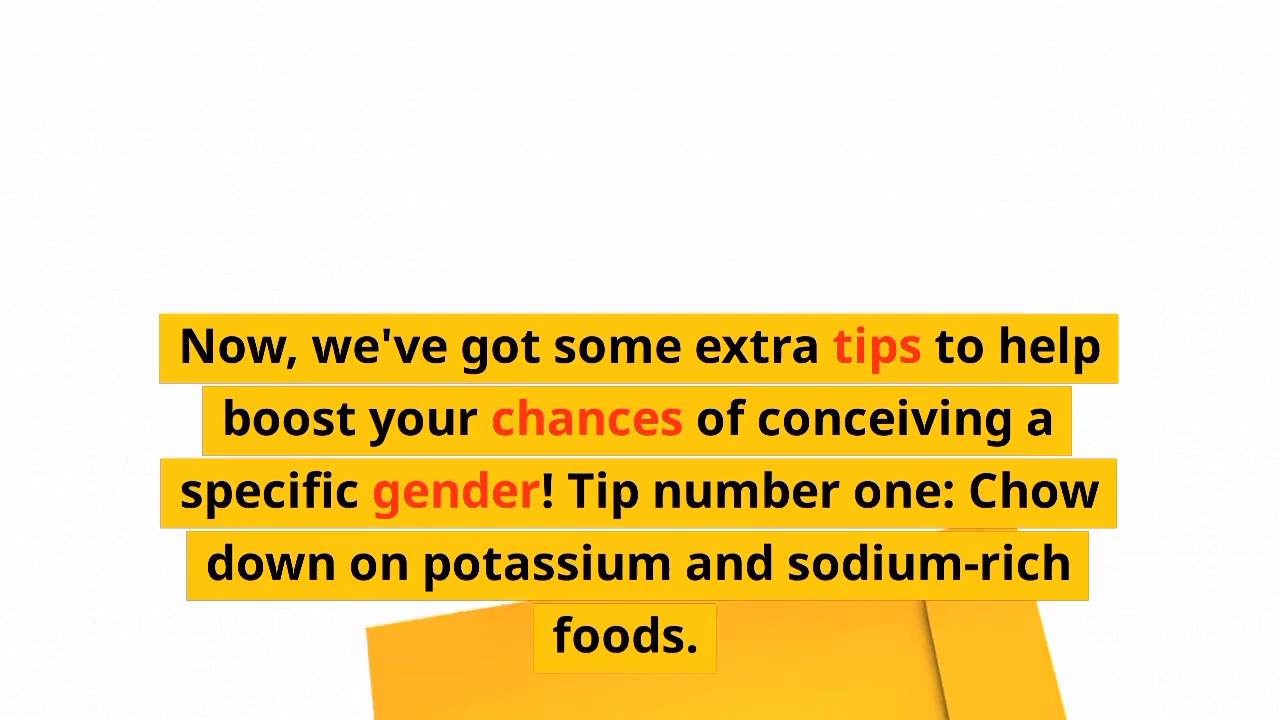 Now, we've got some extra tips to help
boost your chances of conceiving a
specific gender! Tip number one: Chow
down on potassium and sodium-rich
foods.